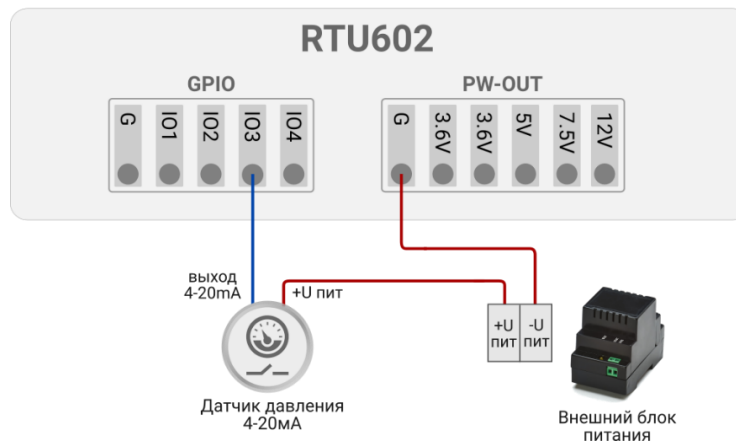 RTU602
GPIO
PW-OUT
G
IO1
IO2
IO3
IO4
G
3.6V
3.6V
5V
7.5V
12V
выход
4-20mA
+U пит
+U
пит
-U
пит
Датчик давления
4-20мА
Внешний блок
питания